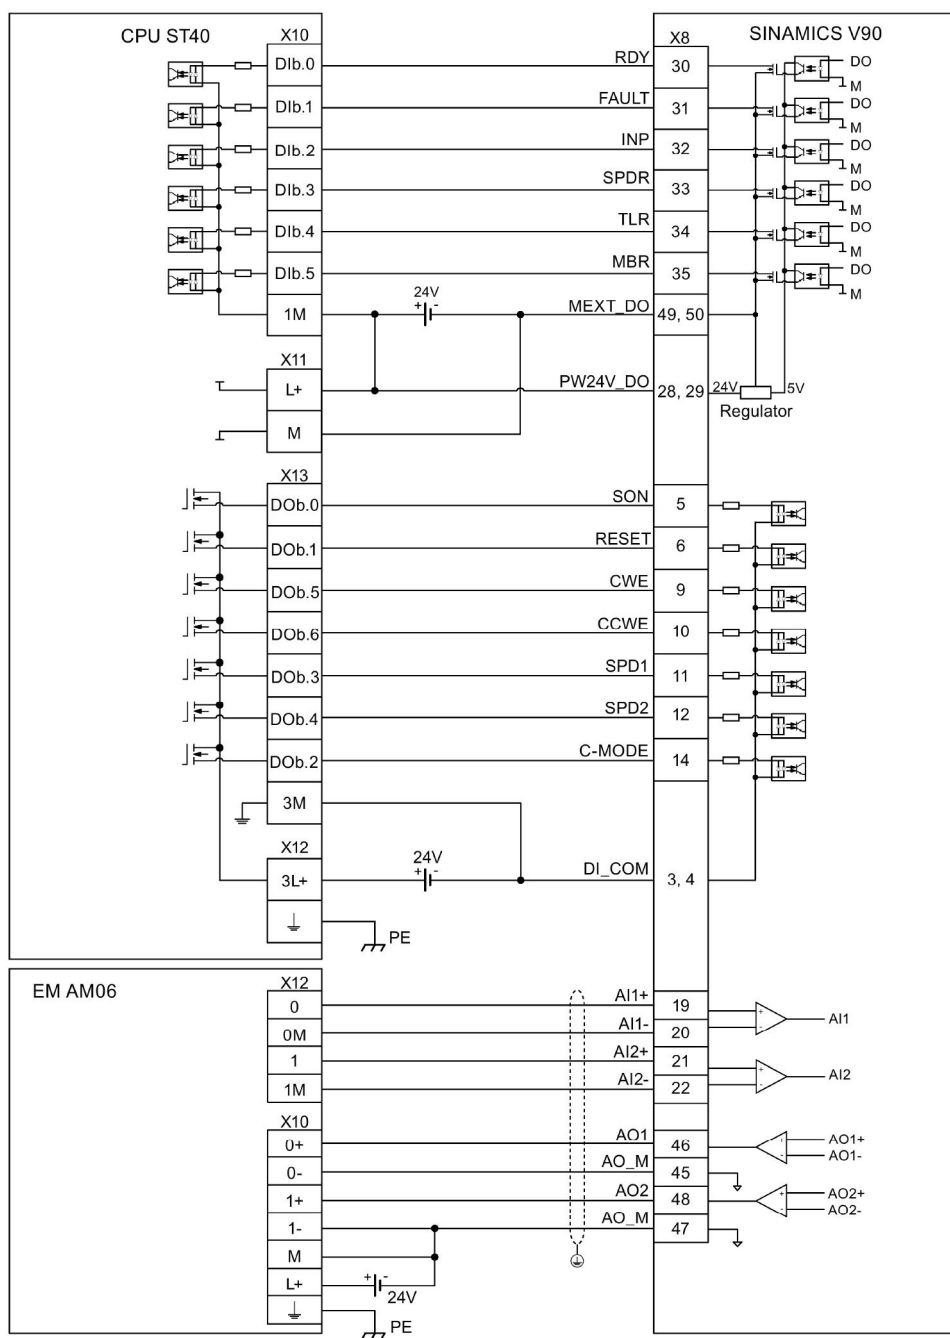 CPU ST40 X10 X8 SINAMICS V90
DIb.0 RDY 30 DO
M
DIb.1 FAULT 31 DO
M
DIb.2 INP 32 DO
M
DIb.3 SPDR 33 DO
M
DIb.4 TLR 34 DO
M
DIb.5 MBR 35 DO
M
24V
1M + - MEXT_DO 49, 50
X11
L+ PW24V_DO 28, 29 24V 5V
Regulator
M
X13
DOb.0 SON 5
DOb.1 RESET 6
DOb.5 CWE 9
DOb.6 CCWE 10
DOb.3 SPD1 11
DOb.4 SPD2 12
DOb.2 C-MODE 14
3M
X12
24V
3L+ + - DI_COM 3, 4
PE
EM AM06 X12
0 AI1+ 19 +
0M AI1- 20 - AI1
1 AI2+ 21 +
1M AI2- 22 - AI2
X10
0+ AO1 46 + AO1+
- AO1-
0- AO_M 45
1+ AO2 48 + AO2+
- AO2-
1- AO_M 47
M
L+ + -
24V
PE